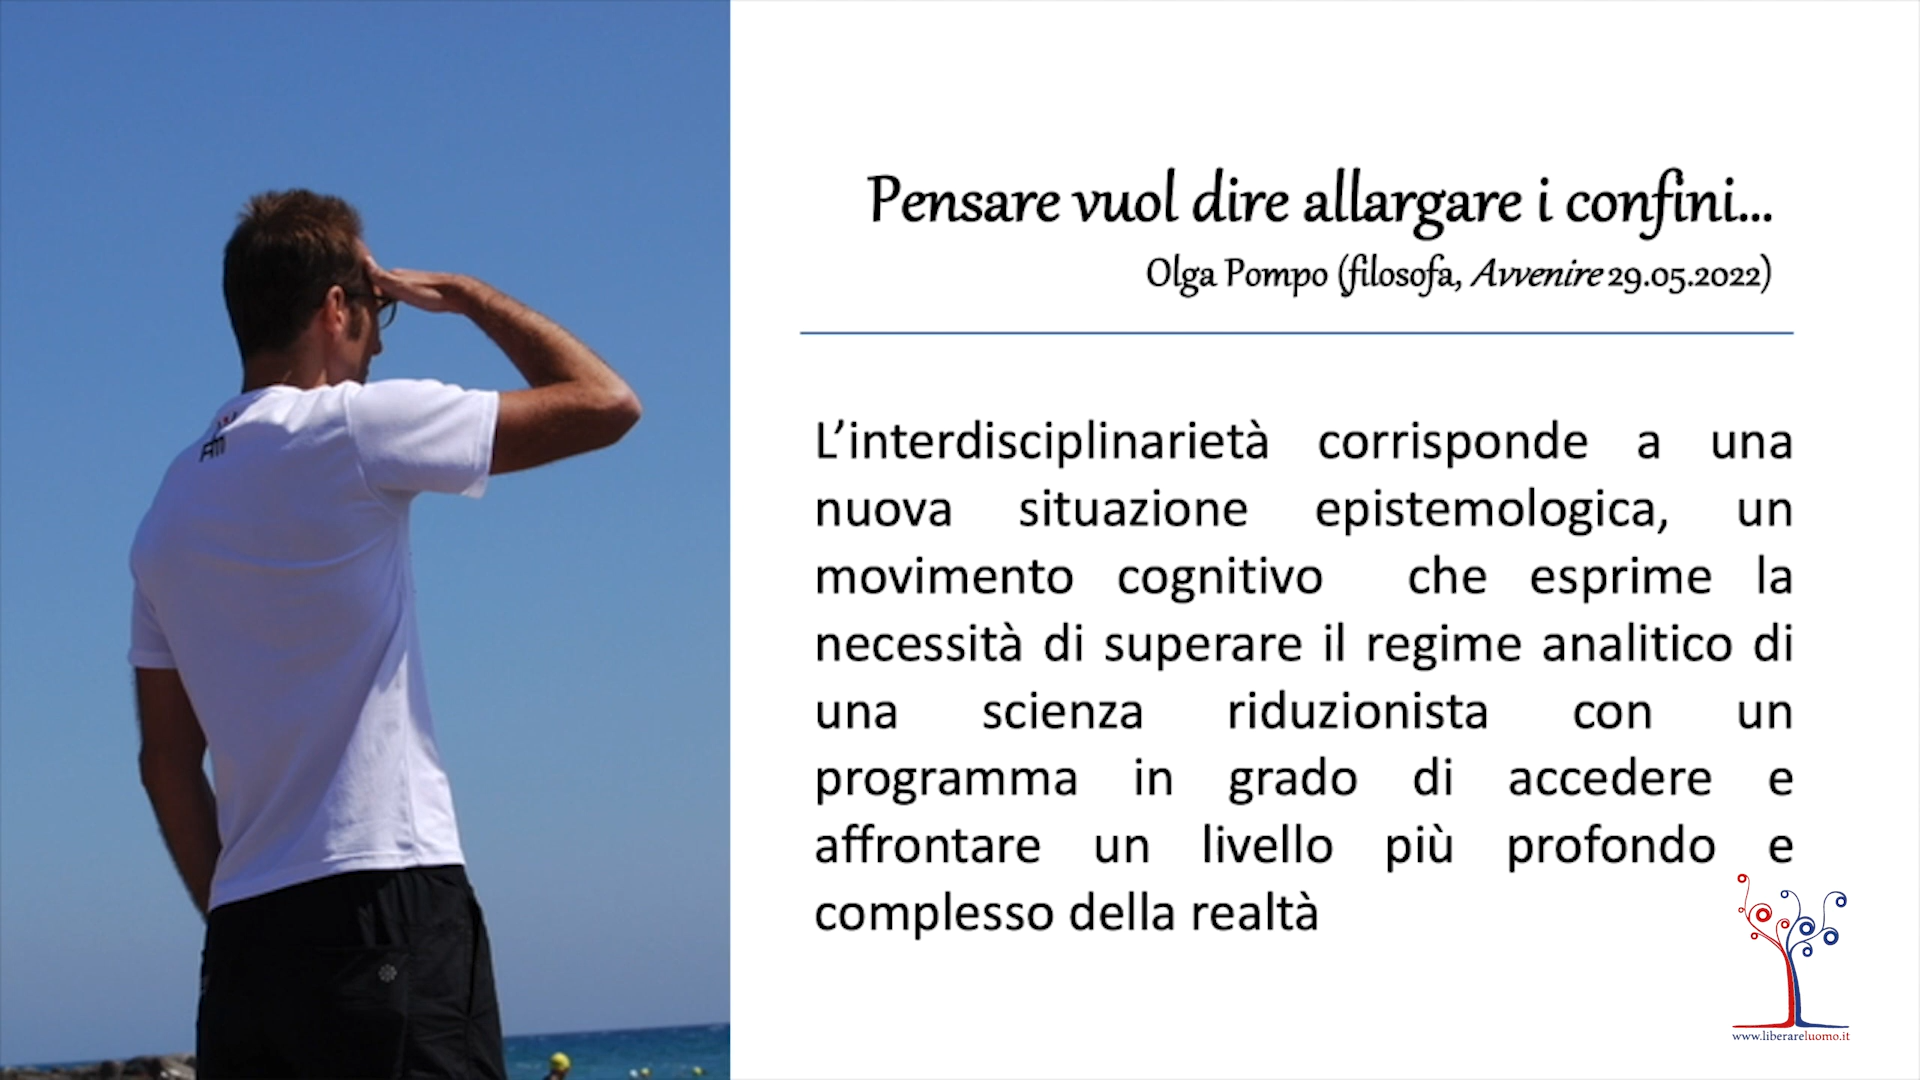 Pensare vuol dire allargare i confini...
Olga Pompo (filosofa, Avvenire 29.05.2022)
L'interdisciplinarietà corrisponde a una
nuova situazione epistemologica, un
movimento cognitivo che esprime la
necessità di superare il regime analitico di
una scienza riduzionista con un
programma in grado di accedere e
affrontare un livello più profondo e
complesso della realtà
www.liberareluomo.it